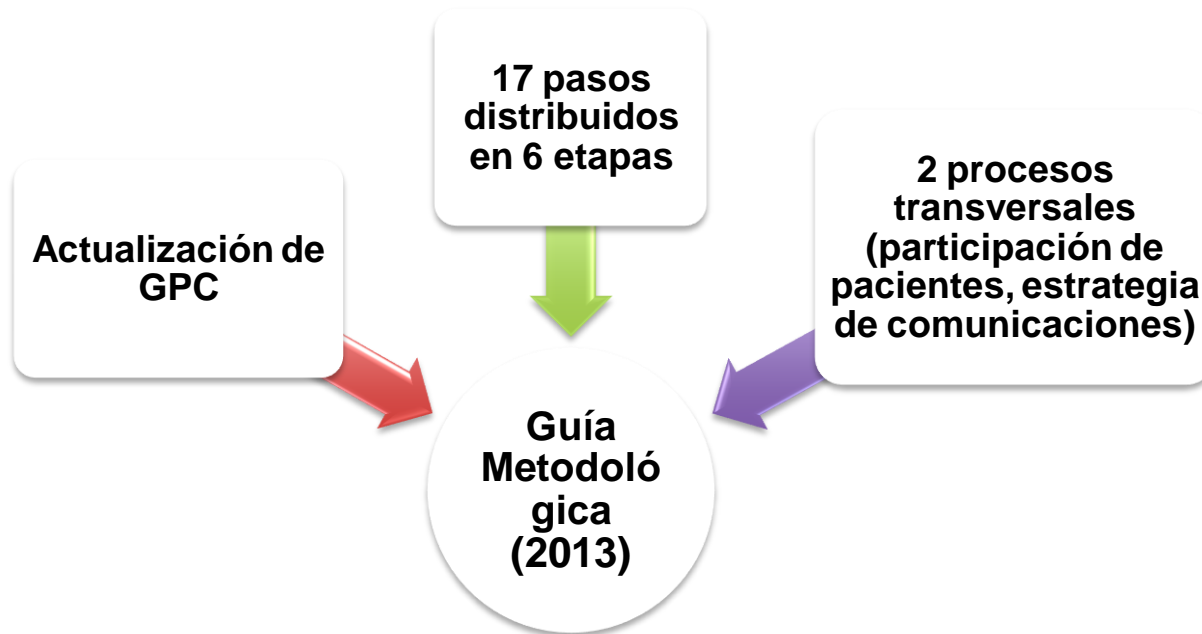 17 pasos
distribuidos
en 6 etapas
Actualización de
GPC
2 procesos
transversales
(participación de
pacientes, estrategia
de comunicaciones)
Guía
Metodoló
gica
(2013)